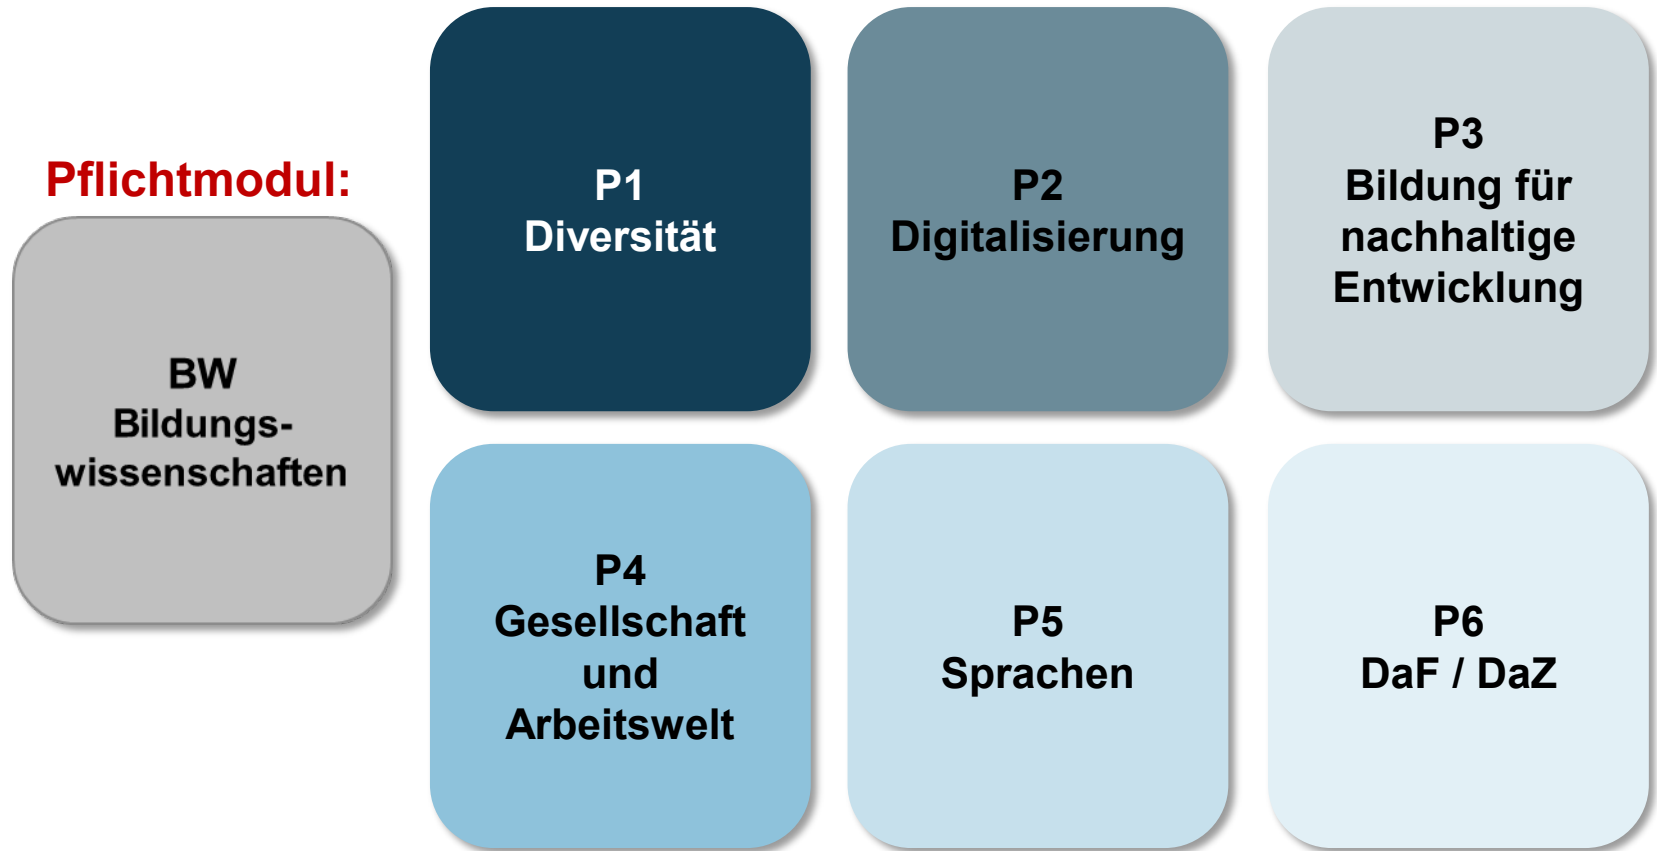 Pflichtmodul:
BW
Bildungs-
wissenschaften
P1
Diversität
P2
Digitalisierung
P3
Bildung für
nachhaltige
Entwicklung
P4
Gesellschaft
und
Arbeitswelt
P5
Sprachen
P6
DaF / DaZ